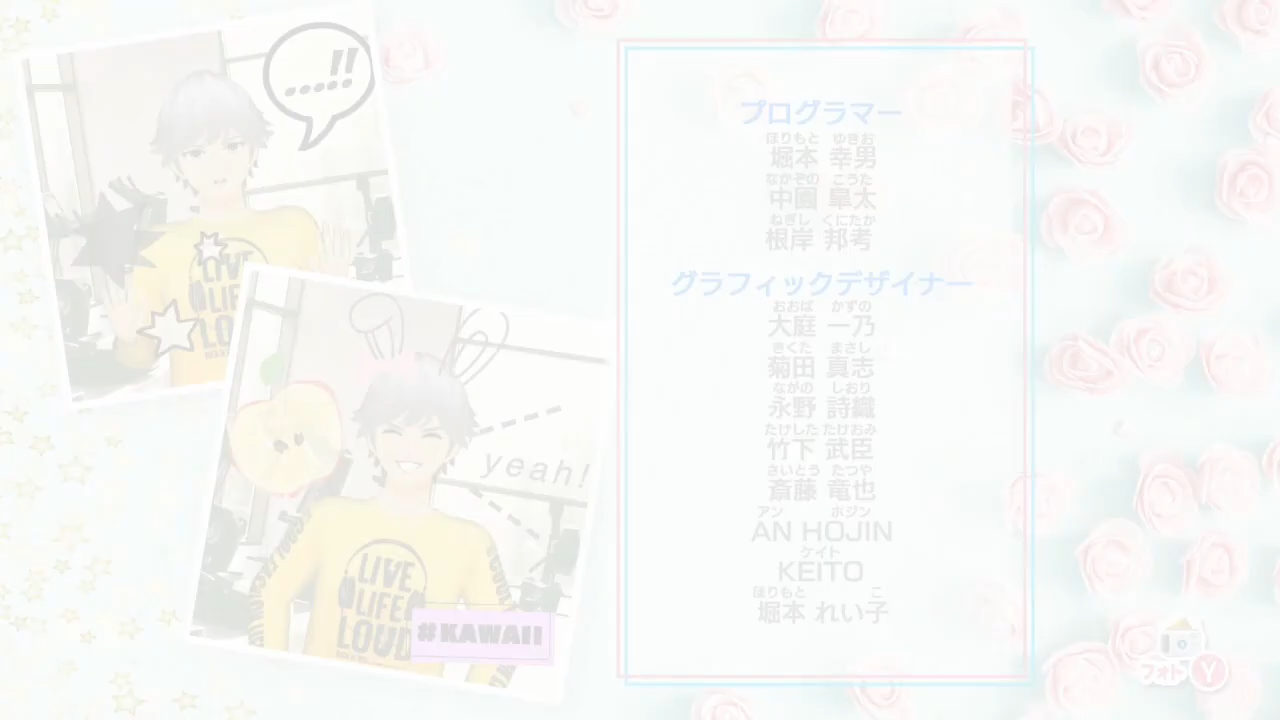 .....!!
LIVE
LIFE
LO
yeah!
LIVE
LIFE
LOUD
#KAWAII
プログラマー
ほりもと ゆきお
堀本 幸男
なかぞの こうた
中園 皐太
ねぎし くにたか
根岸 邦考
グラフィックデザイナー
おおば かずの
大庭 一乃
きくた まさし
菊田 真志
ながの しおり
永野 詩織
たけした たけおみ
竹下 武臣
さいとう たつや
斎藤 竜也
アン ホジン
AN HOJIN
ケイト
KEITO
ほりもと こ
堀本 れい子
フォト Y